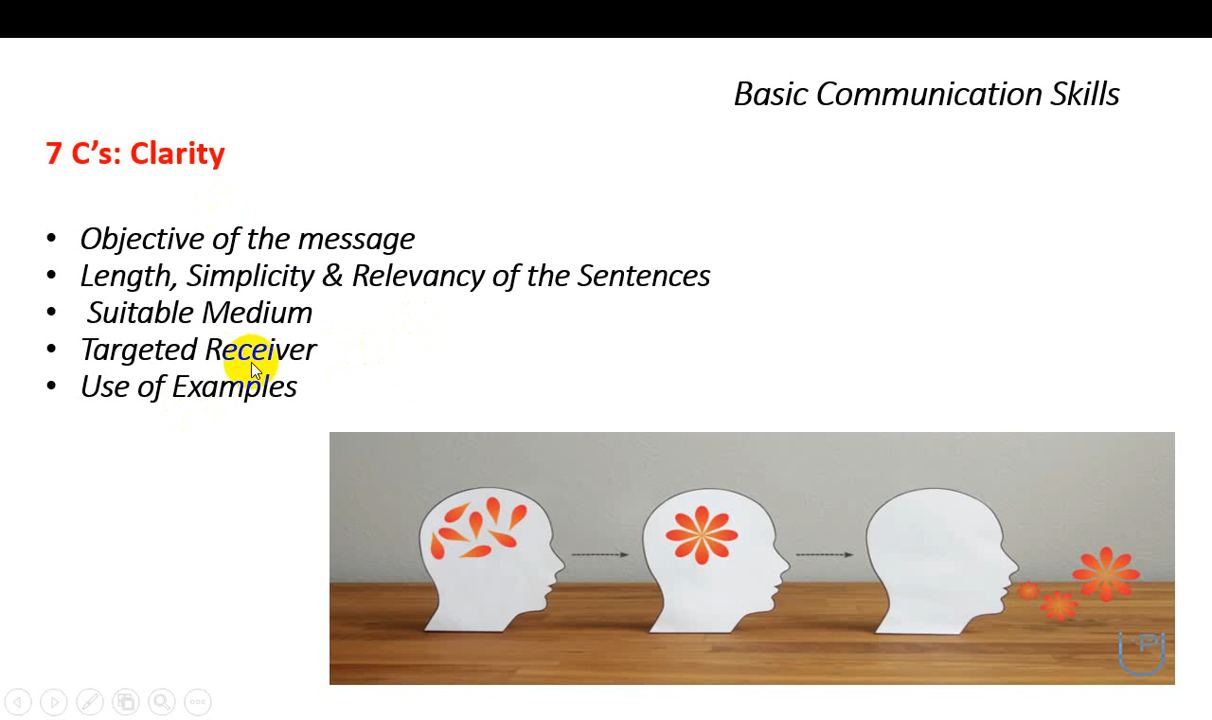 Basic Communication Skills
7 C’s: Clarity
• Objective of the message
• Length, Simplicity & Relevancy of the Sentences
• Suitable Medium
• Targeted Receiver
• Use of Examples